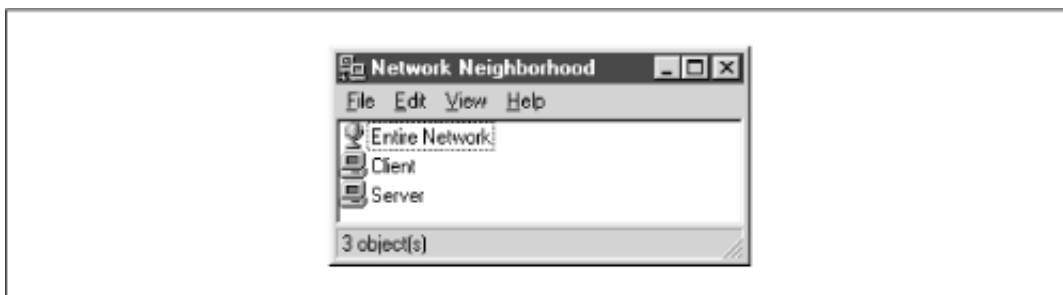 Network Neighborhood
File Edit View Help
Entire Network
Client
Server
3 object(s)